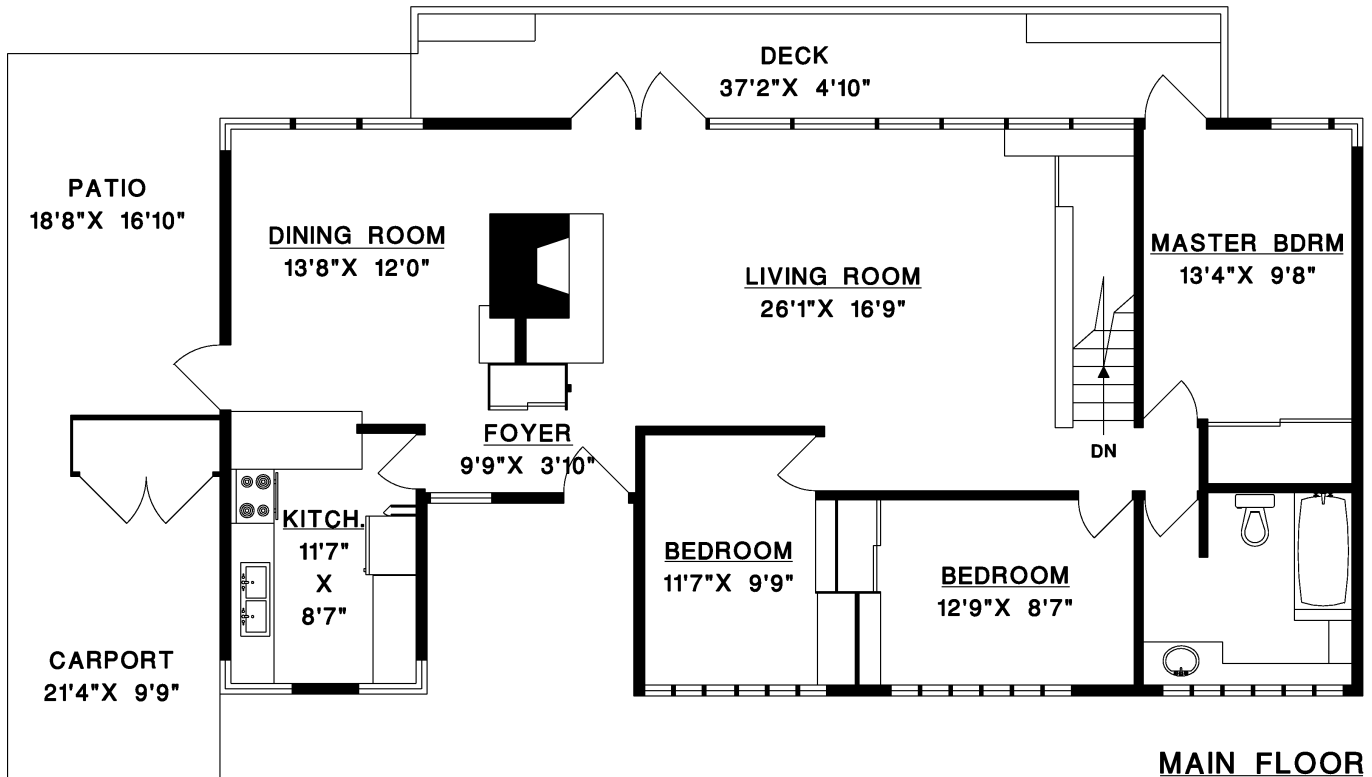 DECK
37'2"X 4'10"
PATIO
18'8"X 16'10"
DINING ROOM
13'8"X 12'0"
LIVING ROOM
26'1"X 16'9"
MASTER BDRM
13'4"X 9'8"
FOYER
9'9"X 3'10"
DN
KITCH.
11'7"
X
8'7"
BEDROOM
11'7"X 9'9"
BEDROOM
12'9"X 8'7"
CARPORT
21'4"X 9'9"
MAIN FLOOR